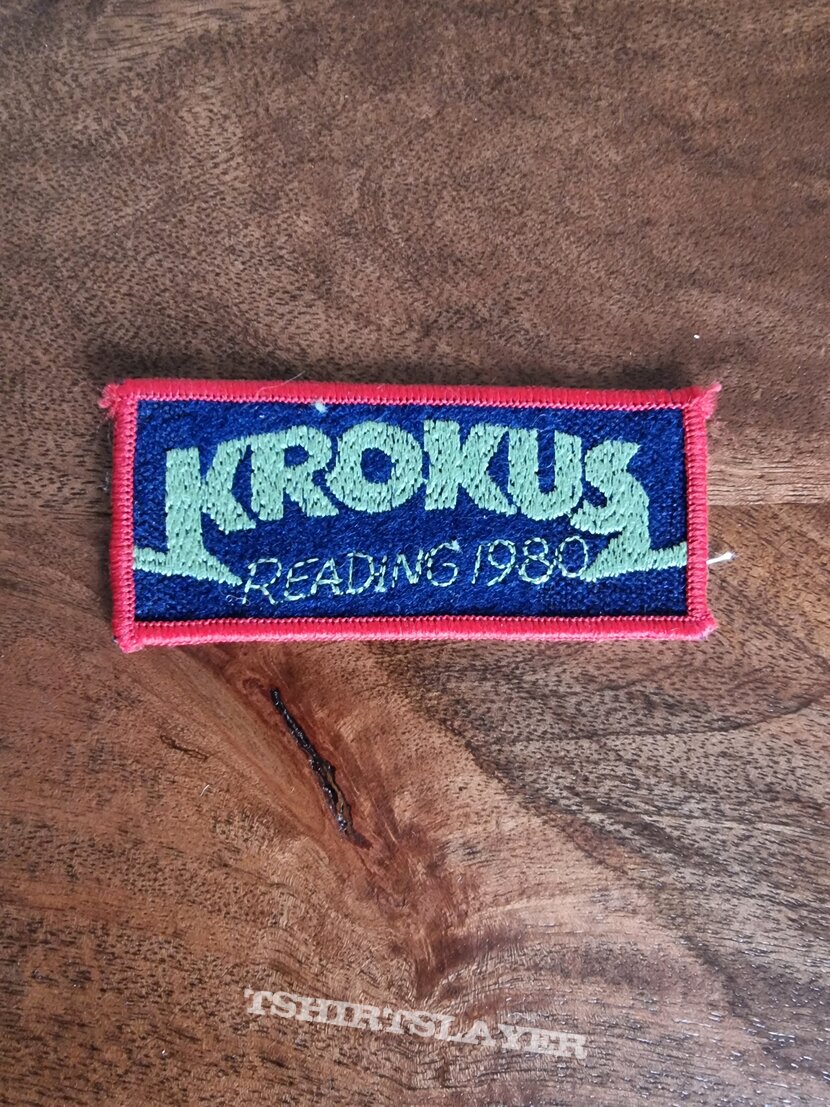 KROKUS
READING 1980
TSHIRTSLAYER